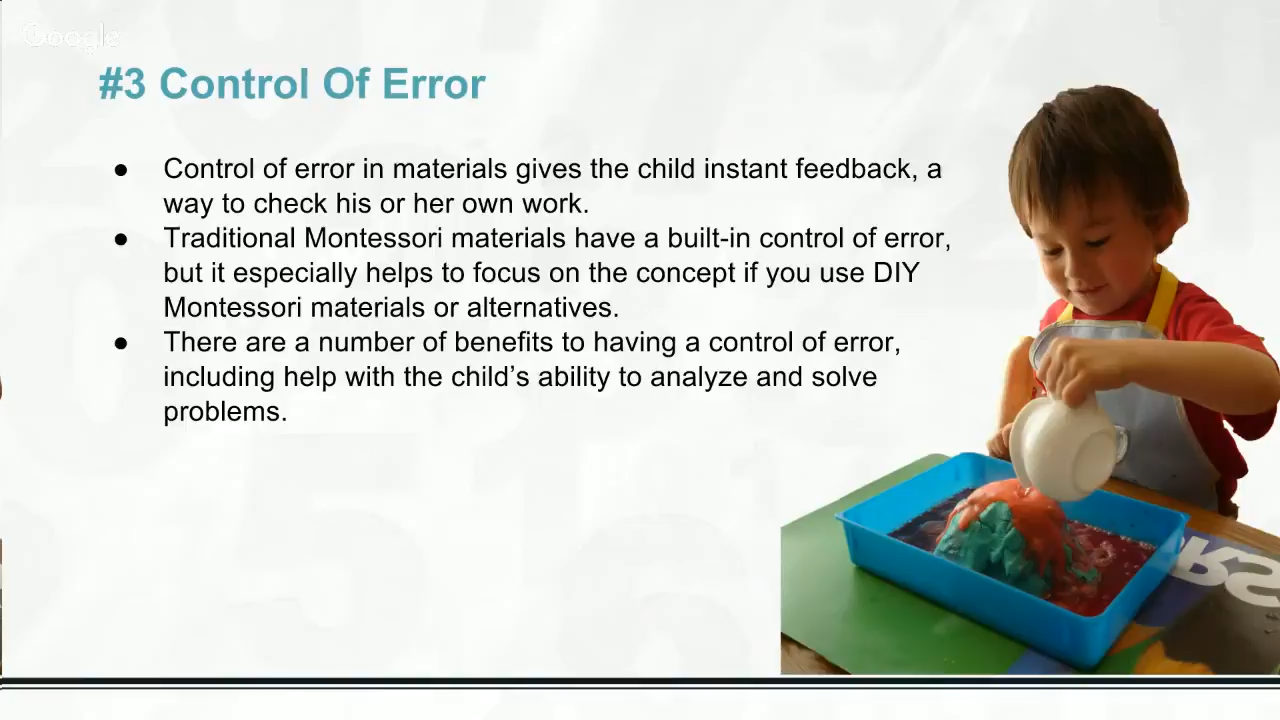 Google
#3 Control Of Error
● Control of error in materials gives the child instant feedback, a
way to check his or her own work.
● Traditional Montessori materials have a built-in control of error,
but it especially helps to focus on the concept if you use DIY
Montessori materials or alternatives.
● There are a number of benefits to having a control of error,
including help with the child’s ability to analyze and solve
problems.